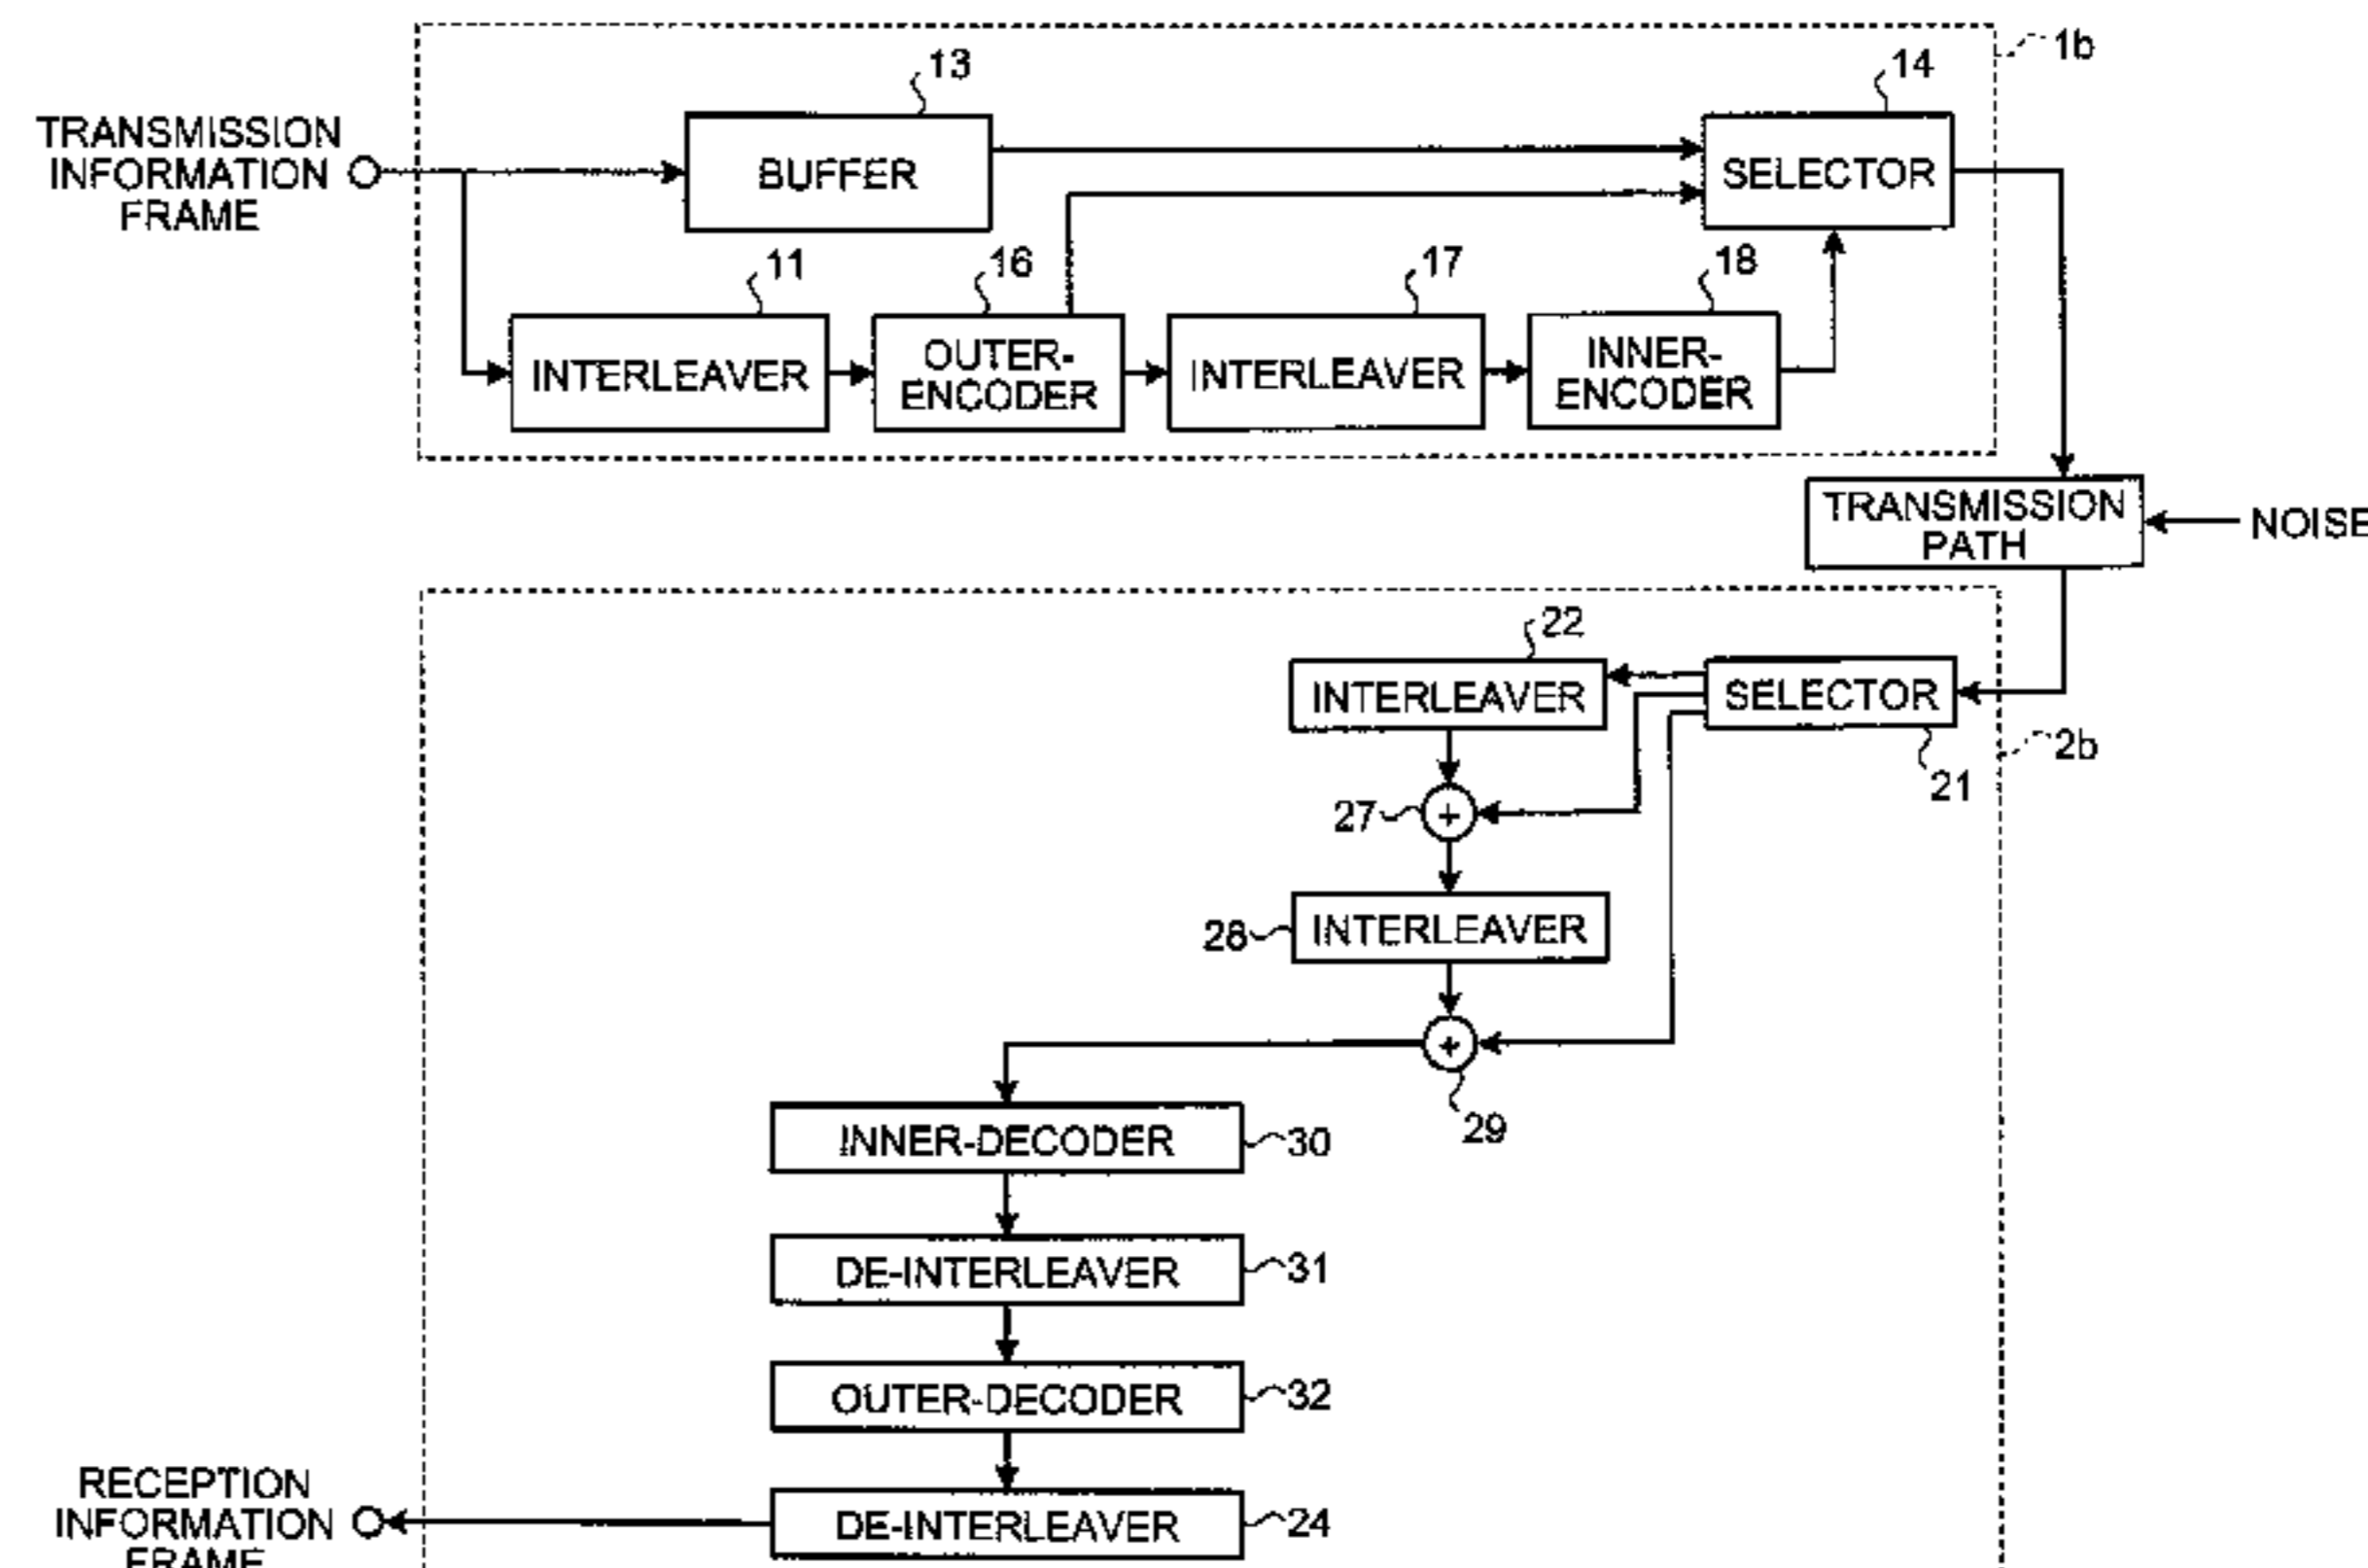 1b
13
14
TRANSMISSION
INFORMATION
FRAME
BUFFER
SELECTOR
11
16
17
18
INTERLEAVER
OUTER-
ENCODER
INTERLEAVER
INNER-
ENCODER
TRANSMISSION
PATH
NOISE
22
INTERLEAVER
SELECTOR
2b
21
27
+
28
INTERLEAVER
+
29
INNER-DECODER
30
DE-INTERLEAVER
31
OUTER-DECODER
32
RECEPTION
INFORMATION
FRAME
DE-INTERLEAVER
24